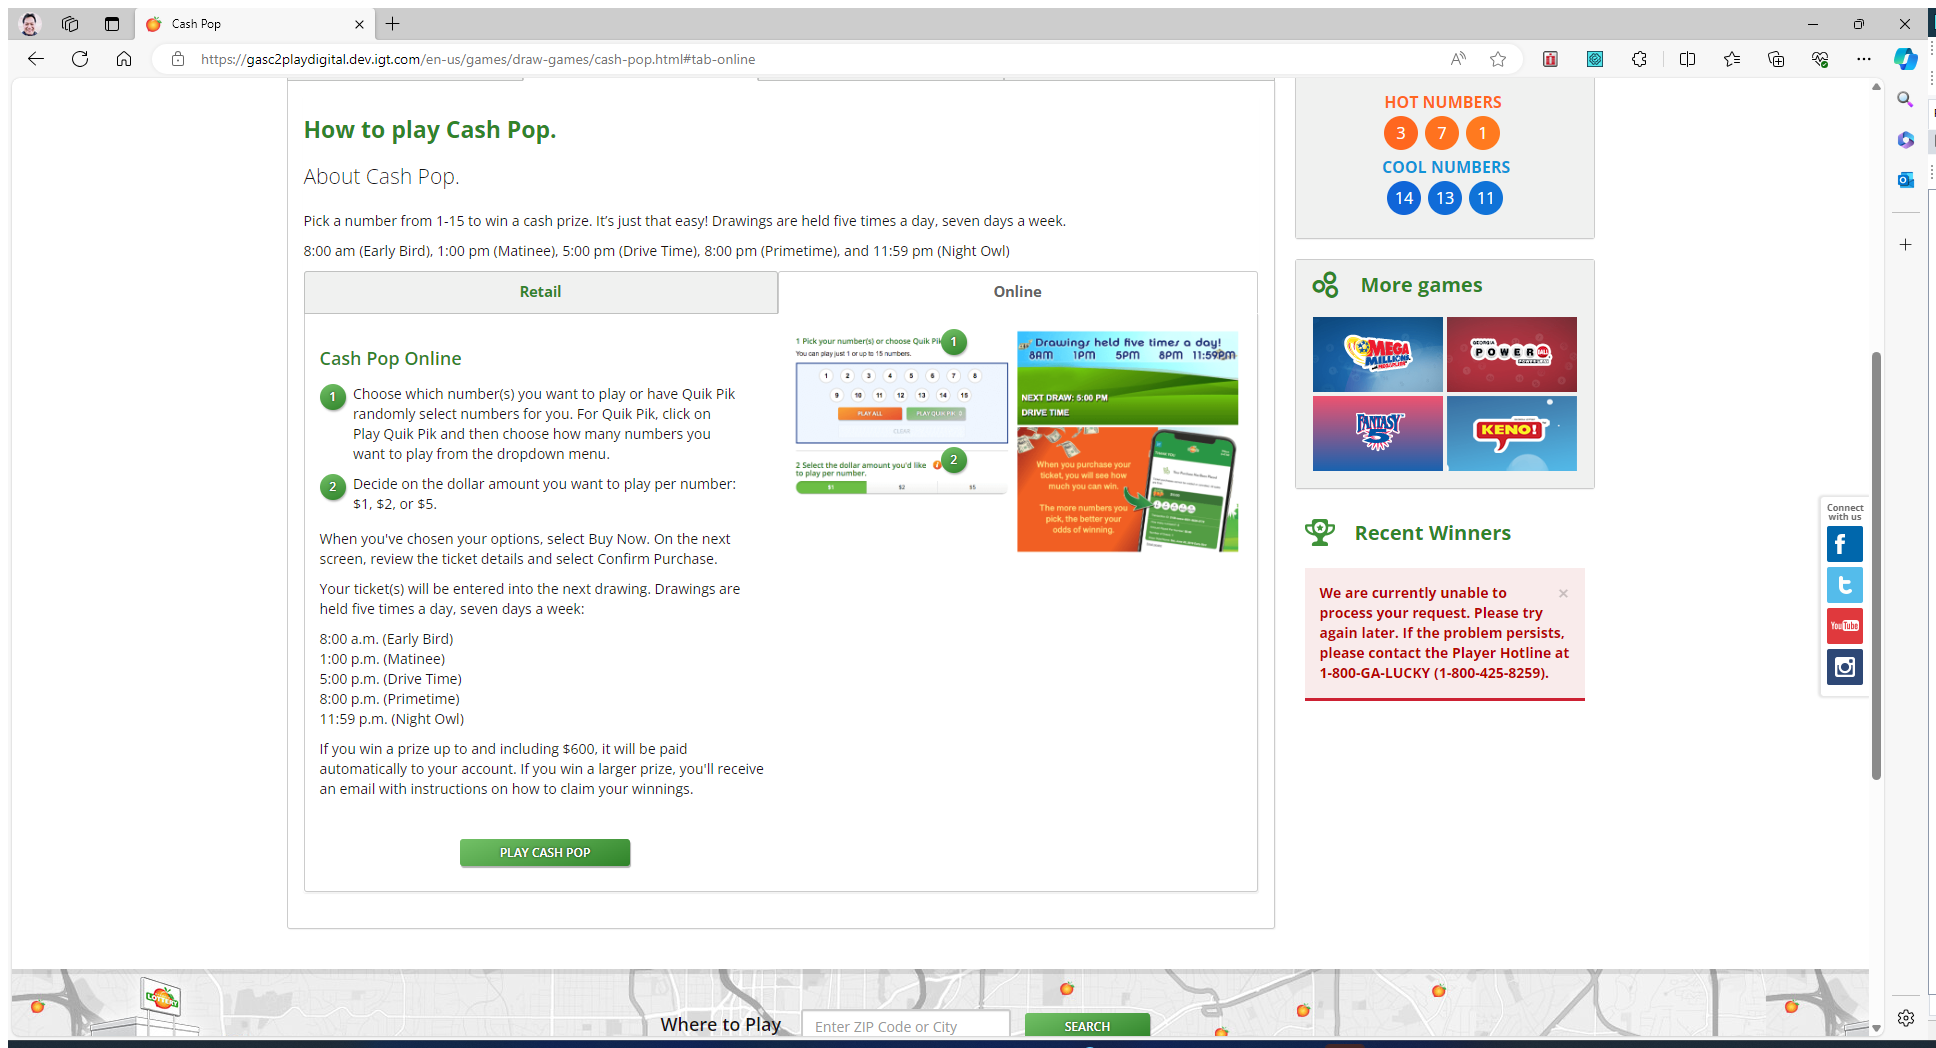 Cash Pop
https://gasc2playdigital.dev.igt.com/en-us/games/draw-games/cash-pop.html#tab-online
How to play Cash Pop.
About Cash Pop.
Pick a number from 1-15 to win a cash prize. It's just that easy! Drawings are held five times a day, seven days a week.
8:00 am (Early Bird), 1:00 pm (Matinee), 5:00 pm (Drive Time), 8:00 pm (Primetime), and 11:59 pm (Night Owl)
Retail
Online
Cash Pop Online
1
Choose which number(s) you want to play or have Quik Pik
randomly select numbers for you. For Quik Pik, click on
Play Quik Pik and then choose how many numbers you
want to play from the dropdown menu.
2
Decide on the dollar amount you want to play per number:
$1, $2, or $5.
When you've chosen your options, select Buy Now. On the next
screen, review the ticket details and select Confirm Purchase.
Your ticket(s) will be entered into the next drawing. Drawings are
held five times a day, seven days a week:
8:00 a.m. (Early Bird)
1:00 p.m. (Matinee)
5:00 p.m. (Drive Time)
8:00 p.m. (Primetime)
11:59 p.m. (Night Owl)
If you win a prize up to and including $600, it will be paid
automatically to your account. If you win a larger prize, you'll receive
an email with instructions on how to claim your winnings.
PLAY CASH POP
1 Pick your number(s) or choose Quik Pik
1
You can play just 1 or up to 15 numbers.
1 2 3 4 5 6 7 8
9 10 11 12 13 14 15
PLAY ALL
PLAY QUIK PIK
CLEAR
2 Select the dollar amount you'd like
to play per number.
2
$1 $2 $5
Drawings held five times a day!
8AM 1PM 5PM 8PM 11:59PM
NEXT DRAW: 5:00 PM
DRIVE TIME
When you purchase your
ticket, you will see how
much you can win.
The more numbers you
pick, the better your
odds of winning.
HOT NUMBERS
3 7 1
COOL NUMBERS
14 13 11
More games
MEGA
MILLIONS
GEORGIA
POWERBALL
FANTASY
5
KENO!
Recent Winners
We are currently unable to
process your request. Please try
again later. If the problem persists,
please contact the Player Hotline at
1-800-GA-LUCKY (1-800-425-8259).
Connect
with us
YouTube
LOTTERY
Where to Play
Enter ZIP Code or City
SEARCH